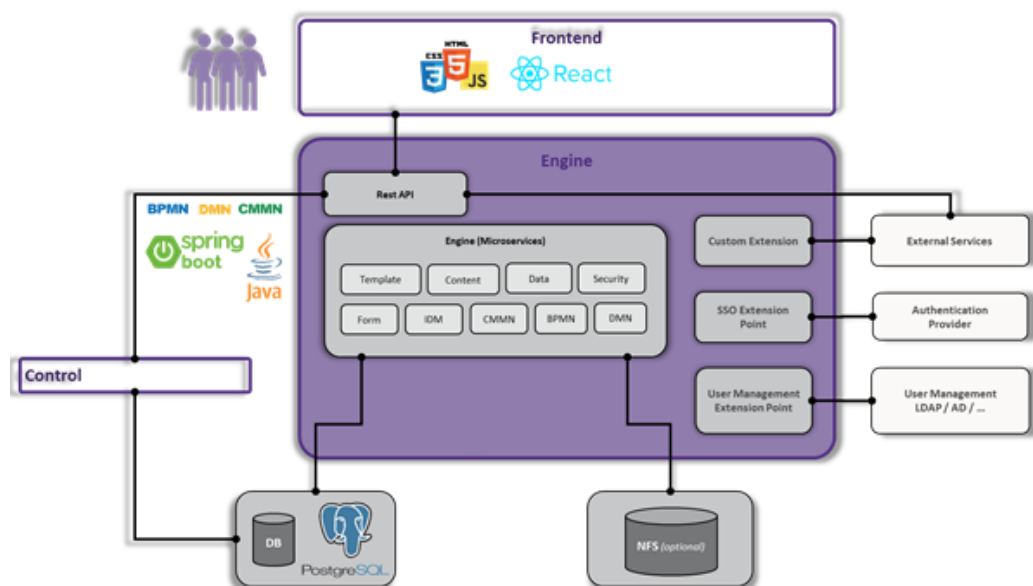 Frontend
CSS HTML JS
3 5
React
Engine
Rest API
BPMN DMN CMMN
spring
boot
Java
Engine (Microservices)
Template Content Data Security
Form IDM CMMN BPMN DMN
Custom Extension
External Services
SSO Extension
Point
Authentication
Provider
User Management
Extension Point
User Management
LDAP / AD / ...
Control
DB
PostgreSQL
NFS (optional)